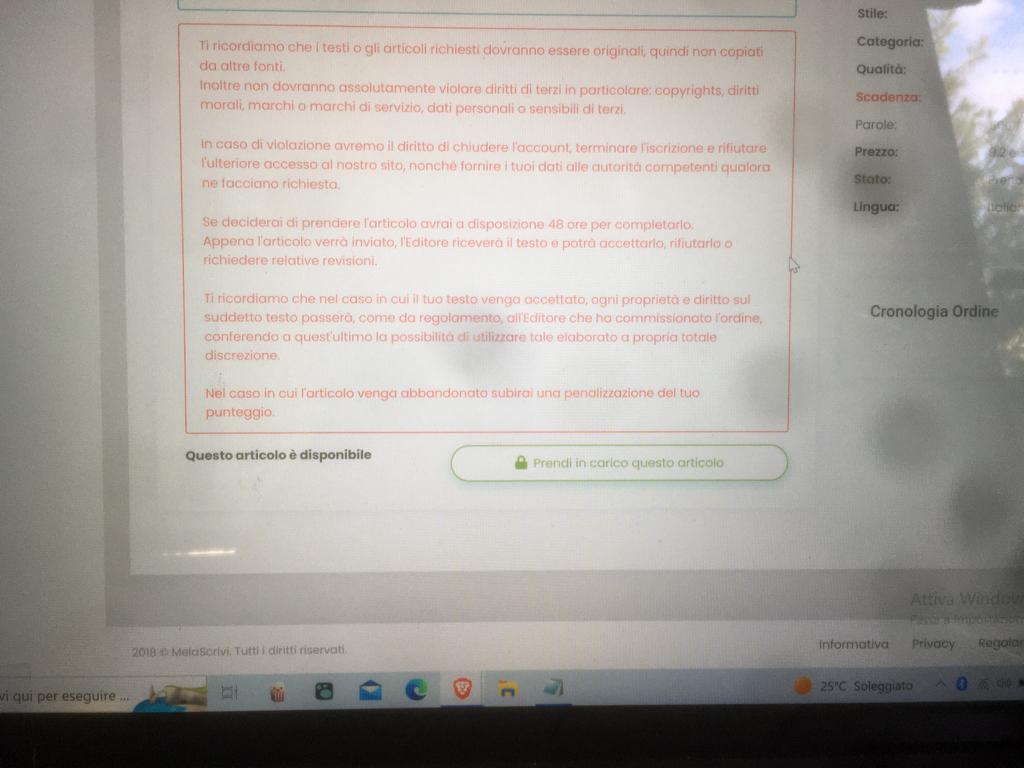 Ti ricordiamo che i testi o gli articoli richiesti dovranno essere originali, quindi non copiati
da altre fonti.
Inoltre non dovranno assolutamente violare diritti di terzi in particolare: copyrights, diritti
morali, marchi o marchi di servizio, dati personali o sensibili di terzi.
In caso di violazione avremo il diritto di chiudere l'account, terminare l'iscrizione e rifiutare
l'ulteriore accesso al nostro sito, nonchè fornire i tuoi dati alle autorità competenti qualora
ne facciano richiesta.
Se deciderai di prendere l'articolo avrai a disposizione 48 ore per completarlo.
Appena l'articolo verrà inviato, l'Editore riceverà il testo e potrà accettarlo, rifiutarlo o
richiedere relative revisioni.
Ti ricordiamo che nel caso in cui il tuo testo venga accettato, ogni proprietà e diritto sul
suddetto testo passerà, come da regolamento, all'Editore che ha commissionato l'ordine,
conferendo a quest'ultimo la possibilità di utilizzare tale elaborato a propria totale
discrezione.
Nel caso in cui l'articolo venga abbandonato subirai una penalizzazione del tuo
punteggio.
Questo articolo è disponibile
Prendi in carico questo articolo
Stile:
Categoria:
Qualità:
Scadenza:
Parole:
Prezzo:
Stato:
Lingua:
Cronologia Ordine
Attiva Windows
2018 © MelaScrivi. Tutti i diritti riservati.
Informativa Privacy
vi qui per eseguire ...
25°C Soleggiato